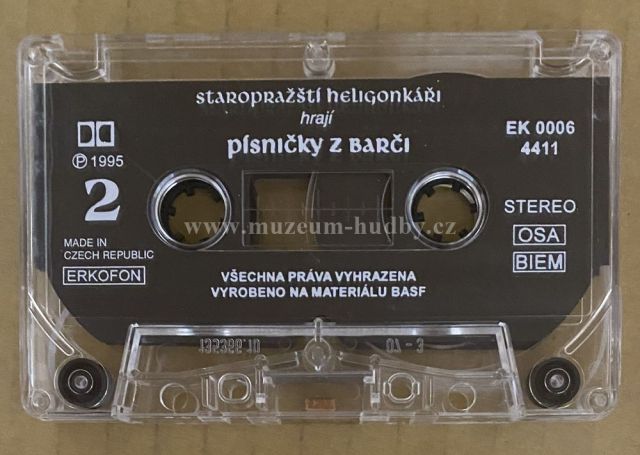 STAROPRAŽŠTÍ HELIGONKÁŘI
hrají
PÍSNIČKY Z BARČI
EK 0006
4411
Ⓟ 1995
2
STEREO
www.muzeum-hudby.cz
MADE IN
CZECH REPUBLIC
OSA
ERKOFON
BIEM
VŠECHNA PRÁVA VYHRAZENA
VYROBENO NA MATERIÁLU BASF